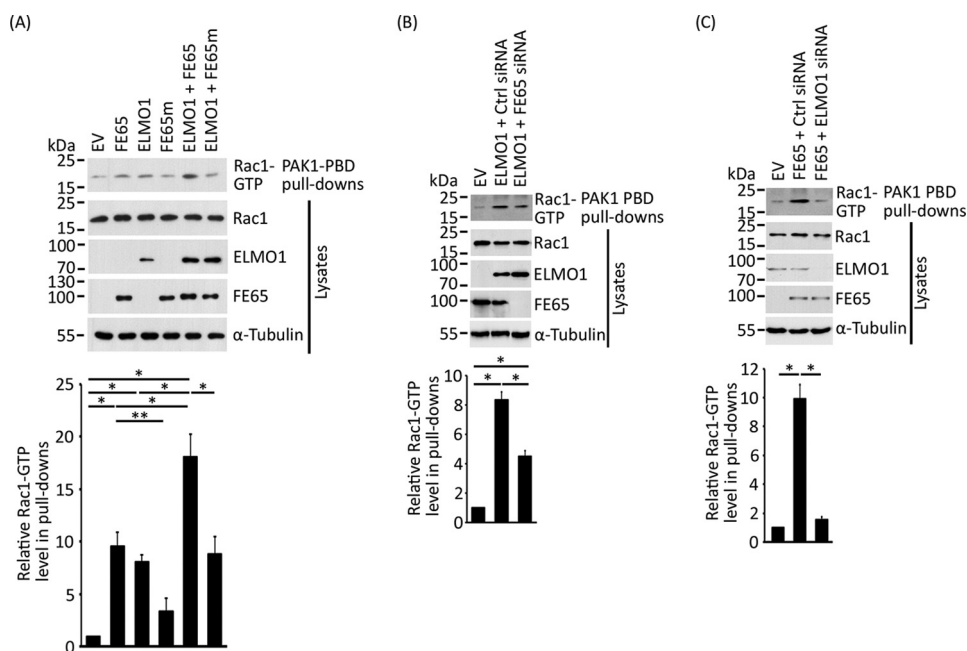 (A)
kDa
EV
FE65
ELMO1
FE65m
ELMO1 + FE65
ELMO1 + FE65m
25
15
Rac1- PAK1-PBD
GTP pull-downs
25
20
15
Rac1
100
70
ELMO1
130
100
FE65
55
α-Tubulin
Lysates
Relative Rac1-GTP
level in pull-downs
25
20
15
10
5
0
*
*
*
*
*
*
**
(B)
kDa
EV
ELMO1 + Ctrl siRNA
ELMO1 + FE65 siRNA
25
15
Rac1- PAK1 PBD
GTP pull-downs
25
15
Rac1
100
70
ELMO1
100
FE65
55
α-Tubulin
Lysates
Relative Rac1-GTP
level in pull-downs
10
8
6
4
2
0
*
*
*
(C)
kDa
EV
FE65 + Ctrl siRNA
FE65 + ELMO1 siRNA
25
15
Rac1- PAK1 PBD
GTP pull-downs
25
20
15
Rac1
100
70
ELMO1
100
FE65
55
α-Tubulin
Lysates
Relative Rac1-GTP
level in pull-downs
12
10
8
6
4
2
0
*
*